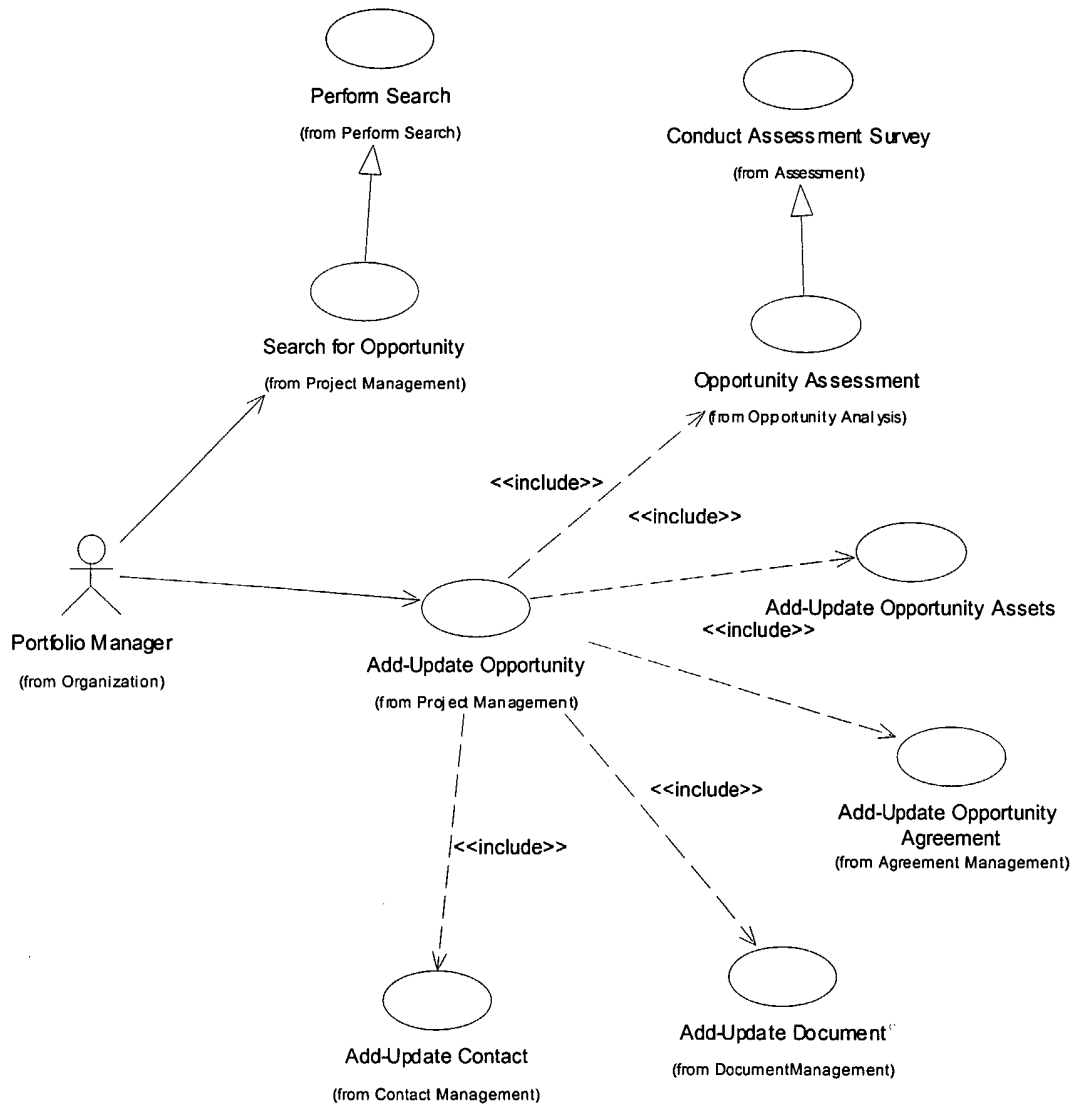 Perform Search
(from Perform Search)
Conduct Assessment Survey
(from Assessment)
Search for Opportunity
(from Project Management)
Opportunity Assessment
(from Opportunity Analysis)
<<include>>
<<include>>
Add-Update Opportunity Assets
<<include>>
Portfolio Manager
(from Organization)
Add-Update Opportunity
(from Project Management)
<<include>>
Add-Update Opportunity
Agreement
(from Agreement Management)
<<include>>
Add-Update Document
(from DocumentManagement)
Add-Update Contact
(from Contact Management)